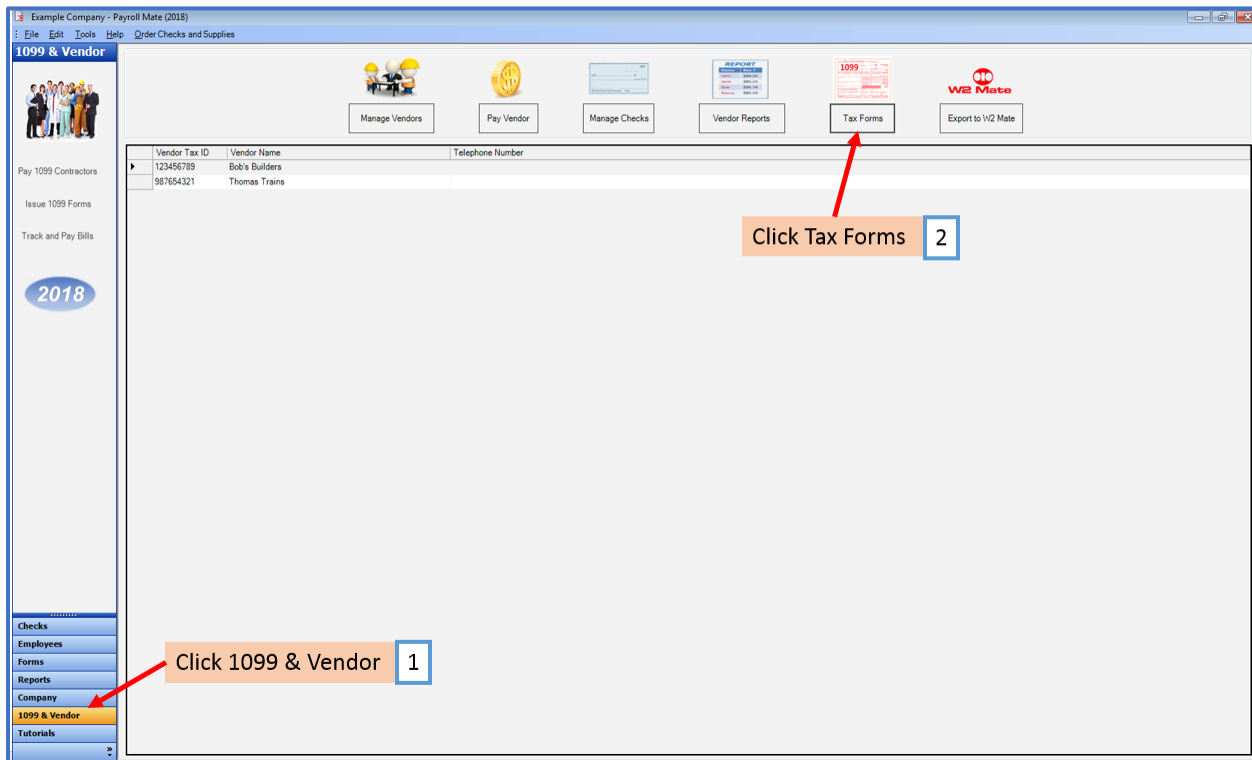 Example Company - Payroll Mate (2018)
File Edit Tools Help Order Checks and Supplies
1099 & Vendor
REPORT
1099
W2 Mate
Manage Vendors Pay Vendor Manage Checks Vendor Reports Tax Forms Export to W2 Mate
Vendor Tax ID Vendor Name Telephone Number
123456789 Bob's Builders
987654321 Thomas Trains
Pay 1099 Contractors
Issue 1099 Forms
Track and Pay Bills
2018
Click Tax Forms 2
Checks
Employees
Forms
Reports
Company
1099 & Vendor
Tutorials
Click 1099 & Vendor 1